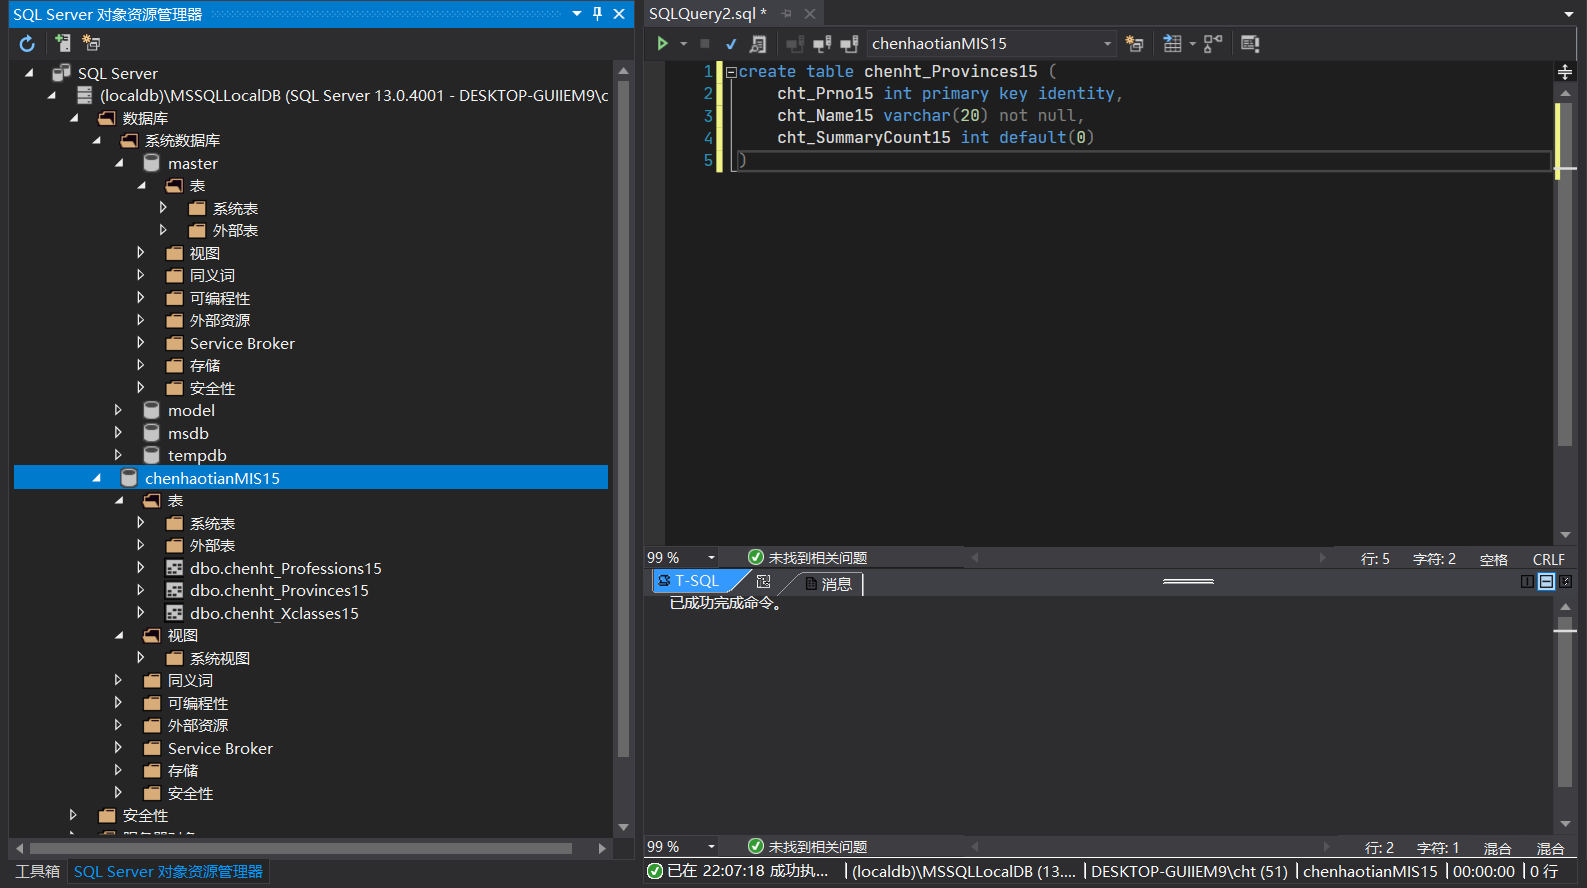 SQL Server 对象资源管理器
SQL Server
(localdb)\MSSQLLocalDB (SQL Server 13.0.4001 - DESKTOP-GUIIEM9\c
数据库
系统数据库
master
表
系统表
外部表
视图
同义词
可编程性
外部资源
Service Broker
存储
安全性
model
msdb
tempdb
chenhaotianMIS15
表
系统表
外部表
dbo.chenht_Professions15
dbo.chenht_Provinces15
dbo.chenht_Xclasses15
视图
系统视图
同义词
可编程性
外部资源
Service Broker
存储
安全性
安全性
服务器对象
工具箱 SQL Server 对象资源管理器
SQLQuery2.sql *
chenhaotianMIS15
1 create table chenht_Provinces15 (
2 cht_Prno15 int primary key identity,
3 cht_Name15 varchar(20) not null,
4 cht_SummaryCount15 int default(0)
5 )
99 % 未找到相关问题 行: 5 字符: 2 空格 CRLF
T-SQL 消息
已成功完成命令。
99 % 未找到相关问题 行: 2 字符: 1 混合 混合
已在 22:07:18 成功执... (localdb)\MSSQLLocalDB (13.... DESKTOP-GUIIEM9\cht (51) chenhaotianMIS15 00:00:00 0 行